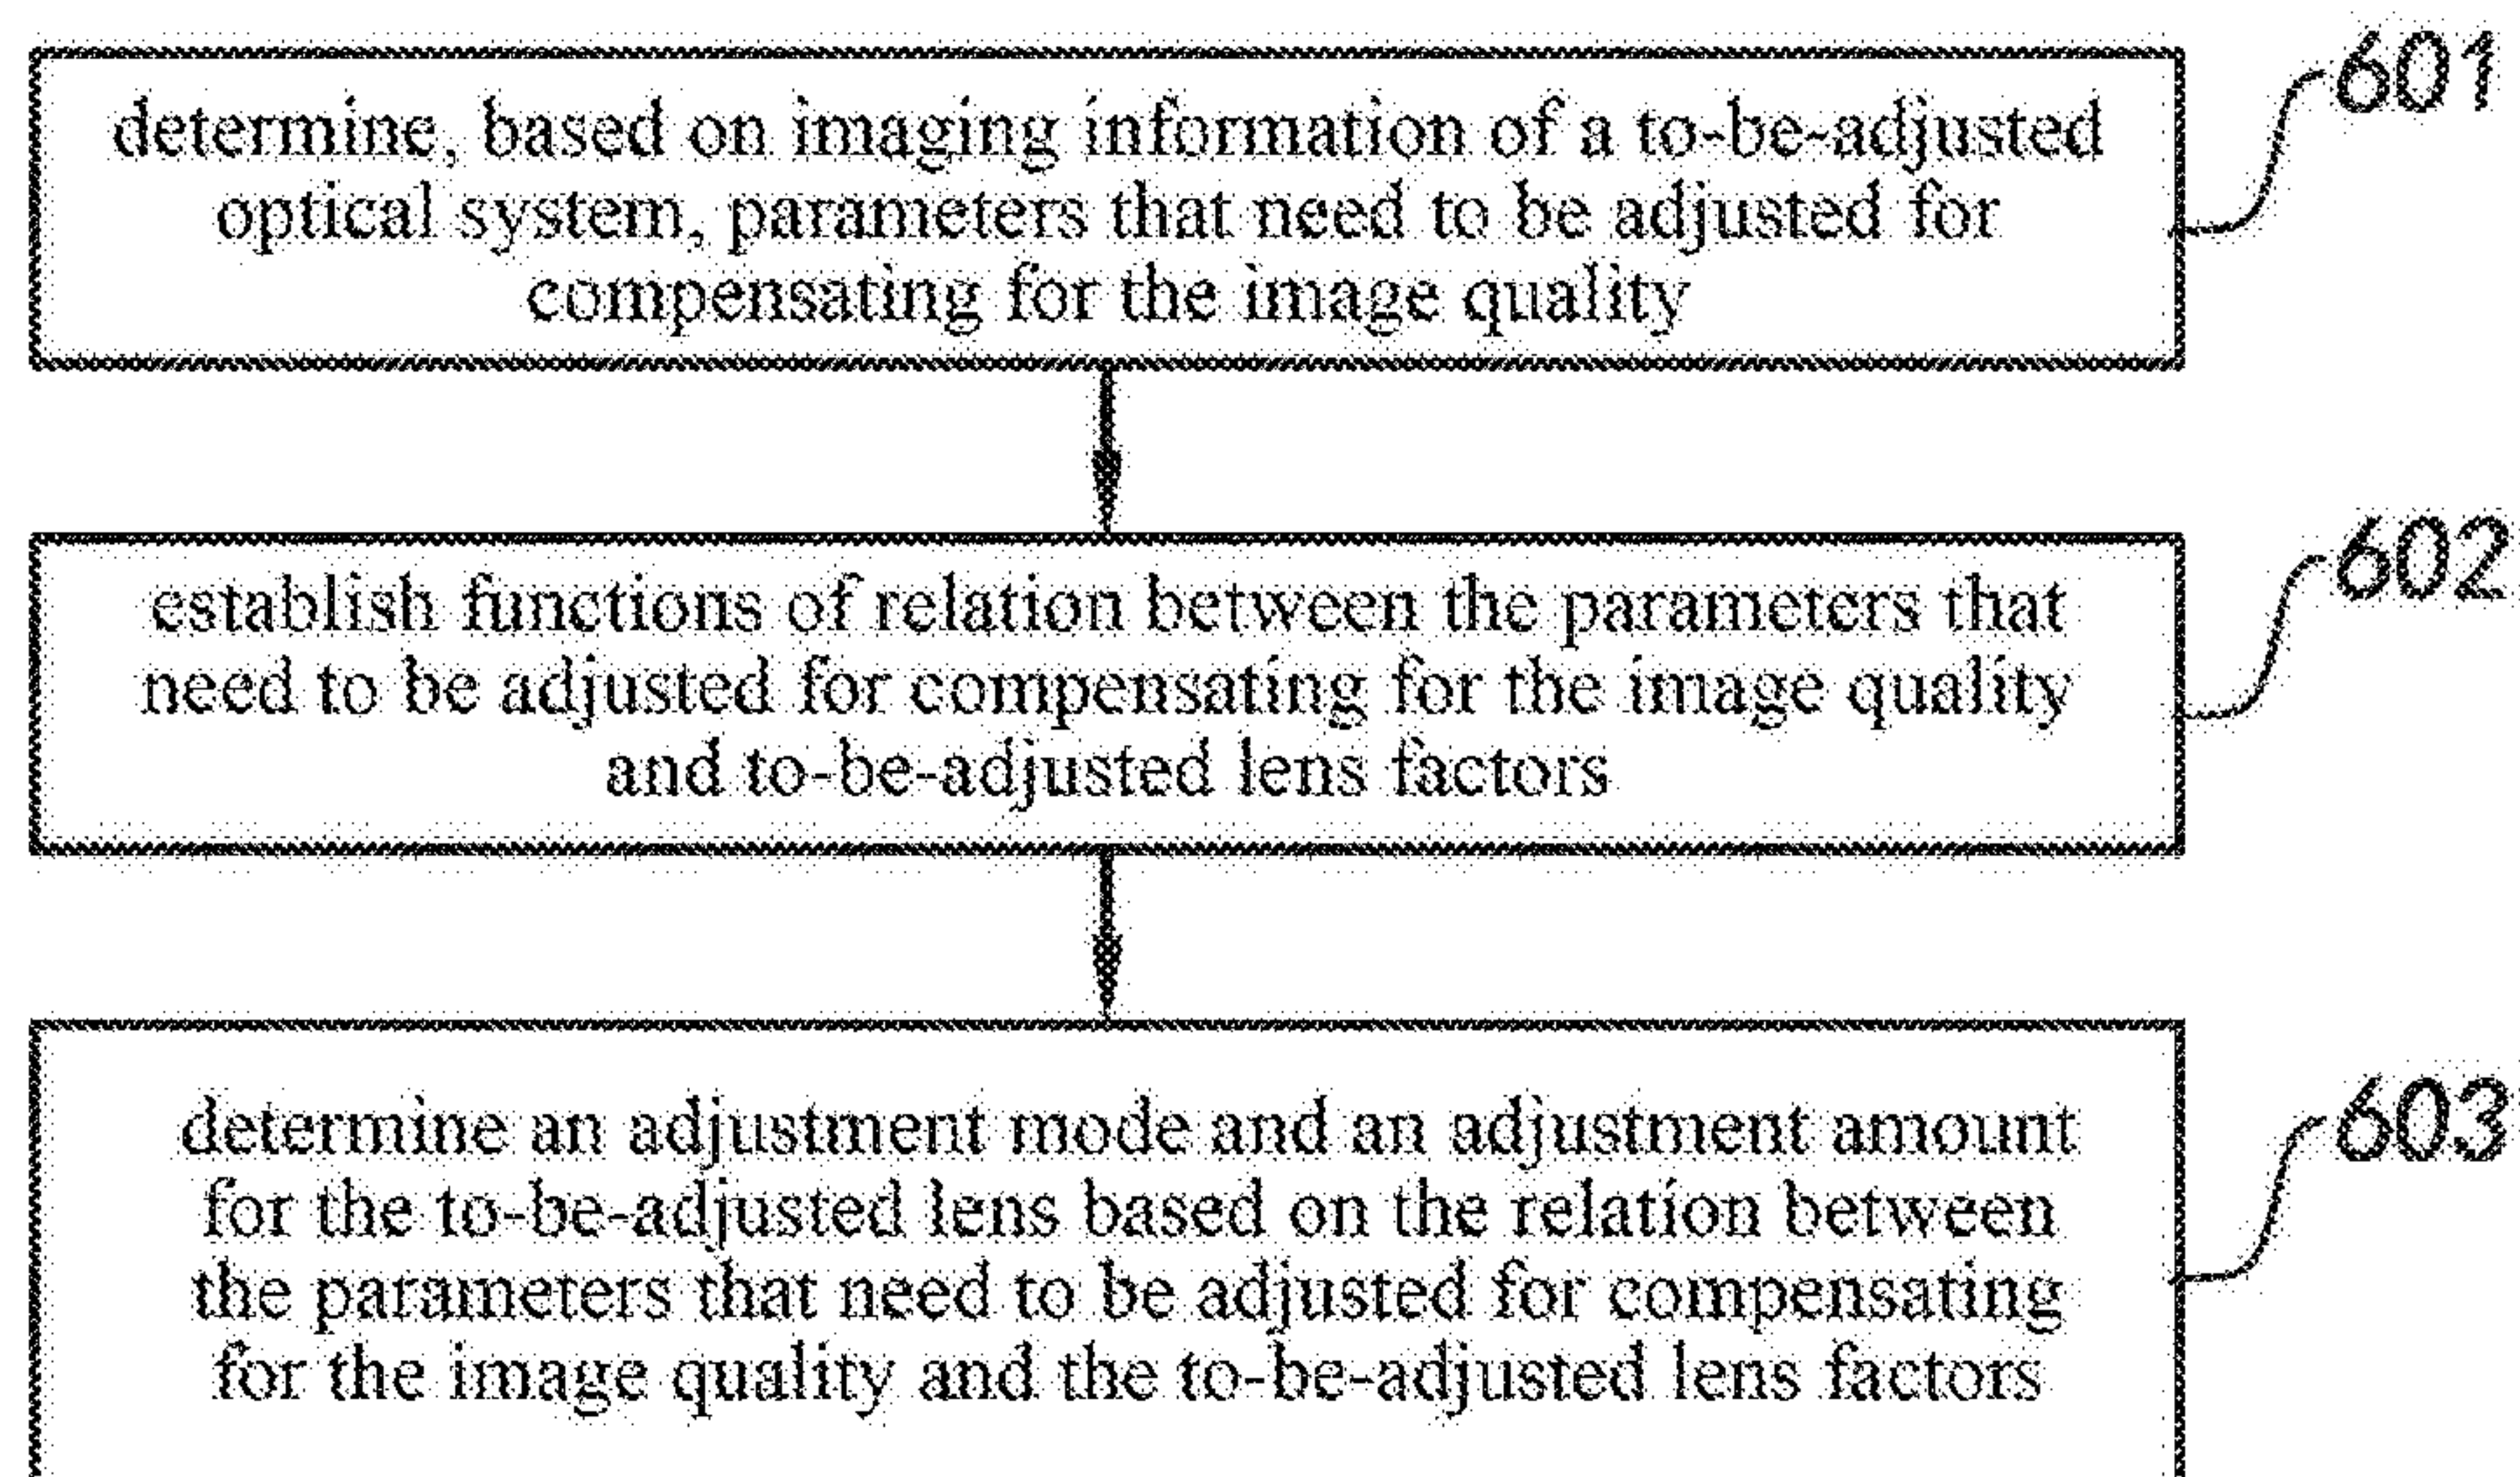 determine, based on imaging information of a to-be-adjusted
optical system, parameters that need to be adjusted for
compensating for the image quality
601
establish functions of relation between the parameters that
need to be adjusted for compensating for the image quality
and to-be-adjusted lens factors
602
determine an adjustment mode and an adjustment amount
for the to-be-adjusted lens based on the relation between
the parameters that need to be adjusted for compensating
for the image quality and the to-be-adjusted lens factors
603